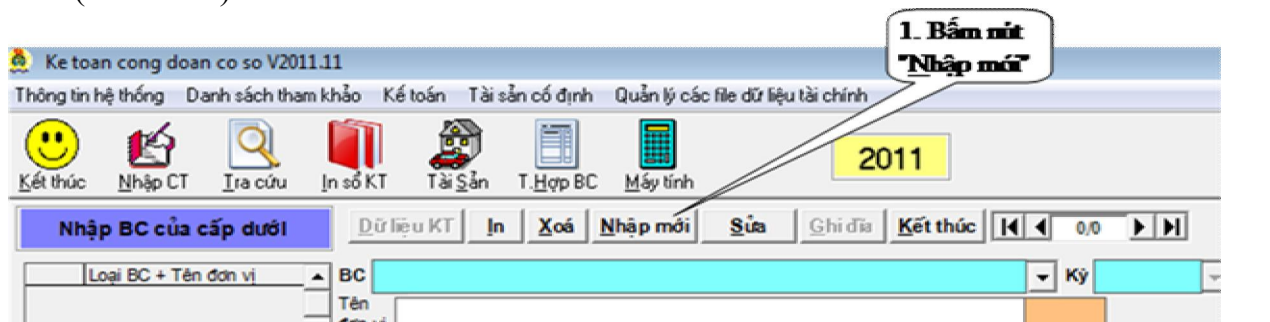 1. Bấm nút
"Nhập mới"
Ke toan cong doan co so V2011.11
Thông tin hệ thống Danh sách tham khảo Kế toán Tài sản cố định Quản lý các file dữ liệu tài chính
2011
Kết thúc Nhập CT Tra cứu In sổ KT Tài Sản T.Hợp BC Máy tính
Nhập BC của cấp dưới Dữ liệu KT In Xoá Nhập mới Sửa Ghi đĩa Kết thúc 0/0
Loại BC + Tên đơn vị BC Kỳ
Tên